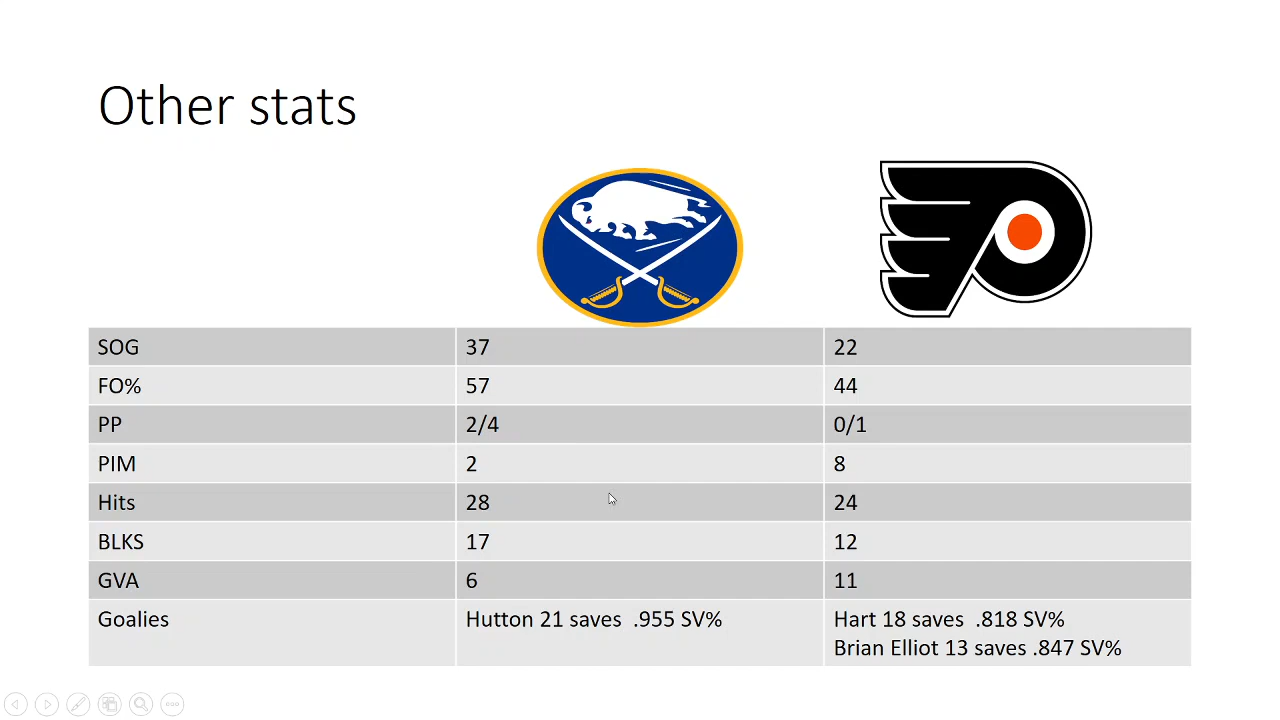 Other stats
SOG 37 22
FO% 57 44
PP 2/4 0/1
PIM 2 8
Hits 28 24
BLKS 17 12
GVA 6 11
Goalies Hutton 21 saves .955 SV% Hart 18 saves .818 SV%
Brian Elliot 13 saves .847 SV%